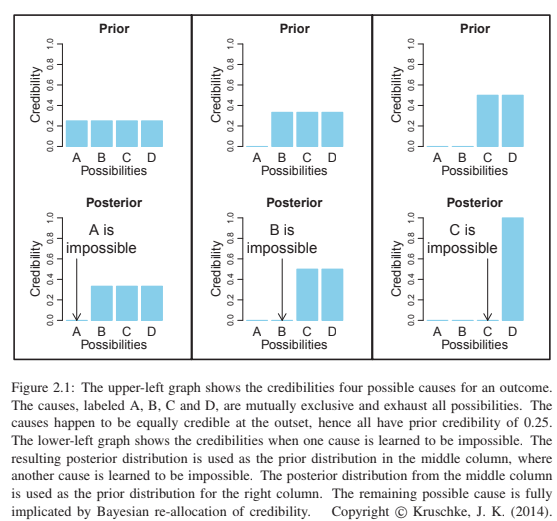 Prior
Credibility
0.0 0.2 0.4 0.6 0.8 1.0
A B C D
Possibilities
Prior
Credibility
0.0 0.2 0.4 0.6 0.8 1.0
A B C D
Possibilities
Prior
Credibility
0.0 0.2 0.4 0.6 0.8 1.0
A B C D
Possibilities
Posterior
Credibility
0.0 0.2 0.4 0.6 0.8 1.0
A is
impossible
A B C D
Possibilities
Posterior
Credibility
0.0 0.2 0.4 0.6 0.8 1.0
B is
impossible
A B C D
Possibilities
Posterior
Credibility
0.0 0.2 0.4 0.6 0.8 1.0
C is
impossible
A B C D
Possibilities
Figure 2.1: The upper-left graph shows the credibilities four possible causes for an outcome.
The causes, labeled A, B, C and D, are mutually exclusive and exhaust all possibilities. The
causes happen to be equally credible at the outset, hence all have prior credibility of 0.25.
The lower-left graph shows the credibilities when one cause is learned to be impossible. The
resulting posterior distribution is used as the prior distribution in the middle column, where
another cause is learned to be impossible. The posterior distribution from the middle column
is used as the prior distribution for the right column. The remaining possible cause is fully
implicated by Bayesian re-allocation of credibility. Copyright © Kruschke, J. K. (2014).